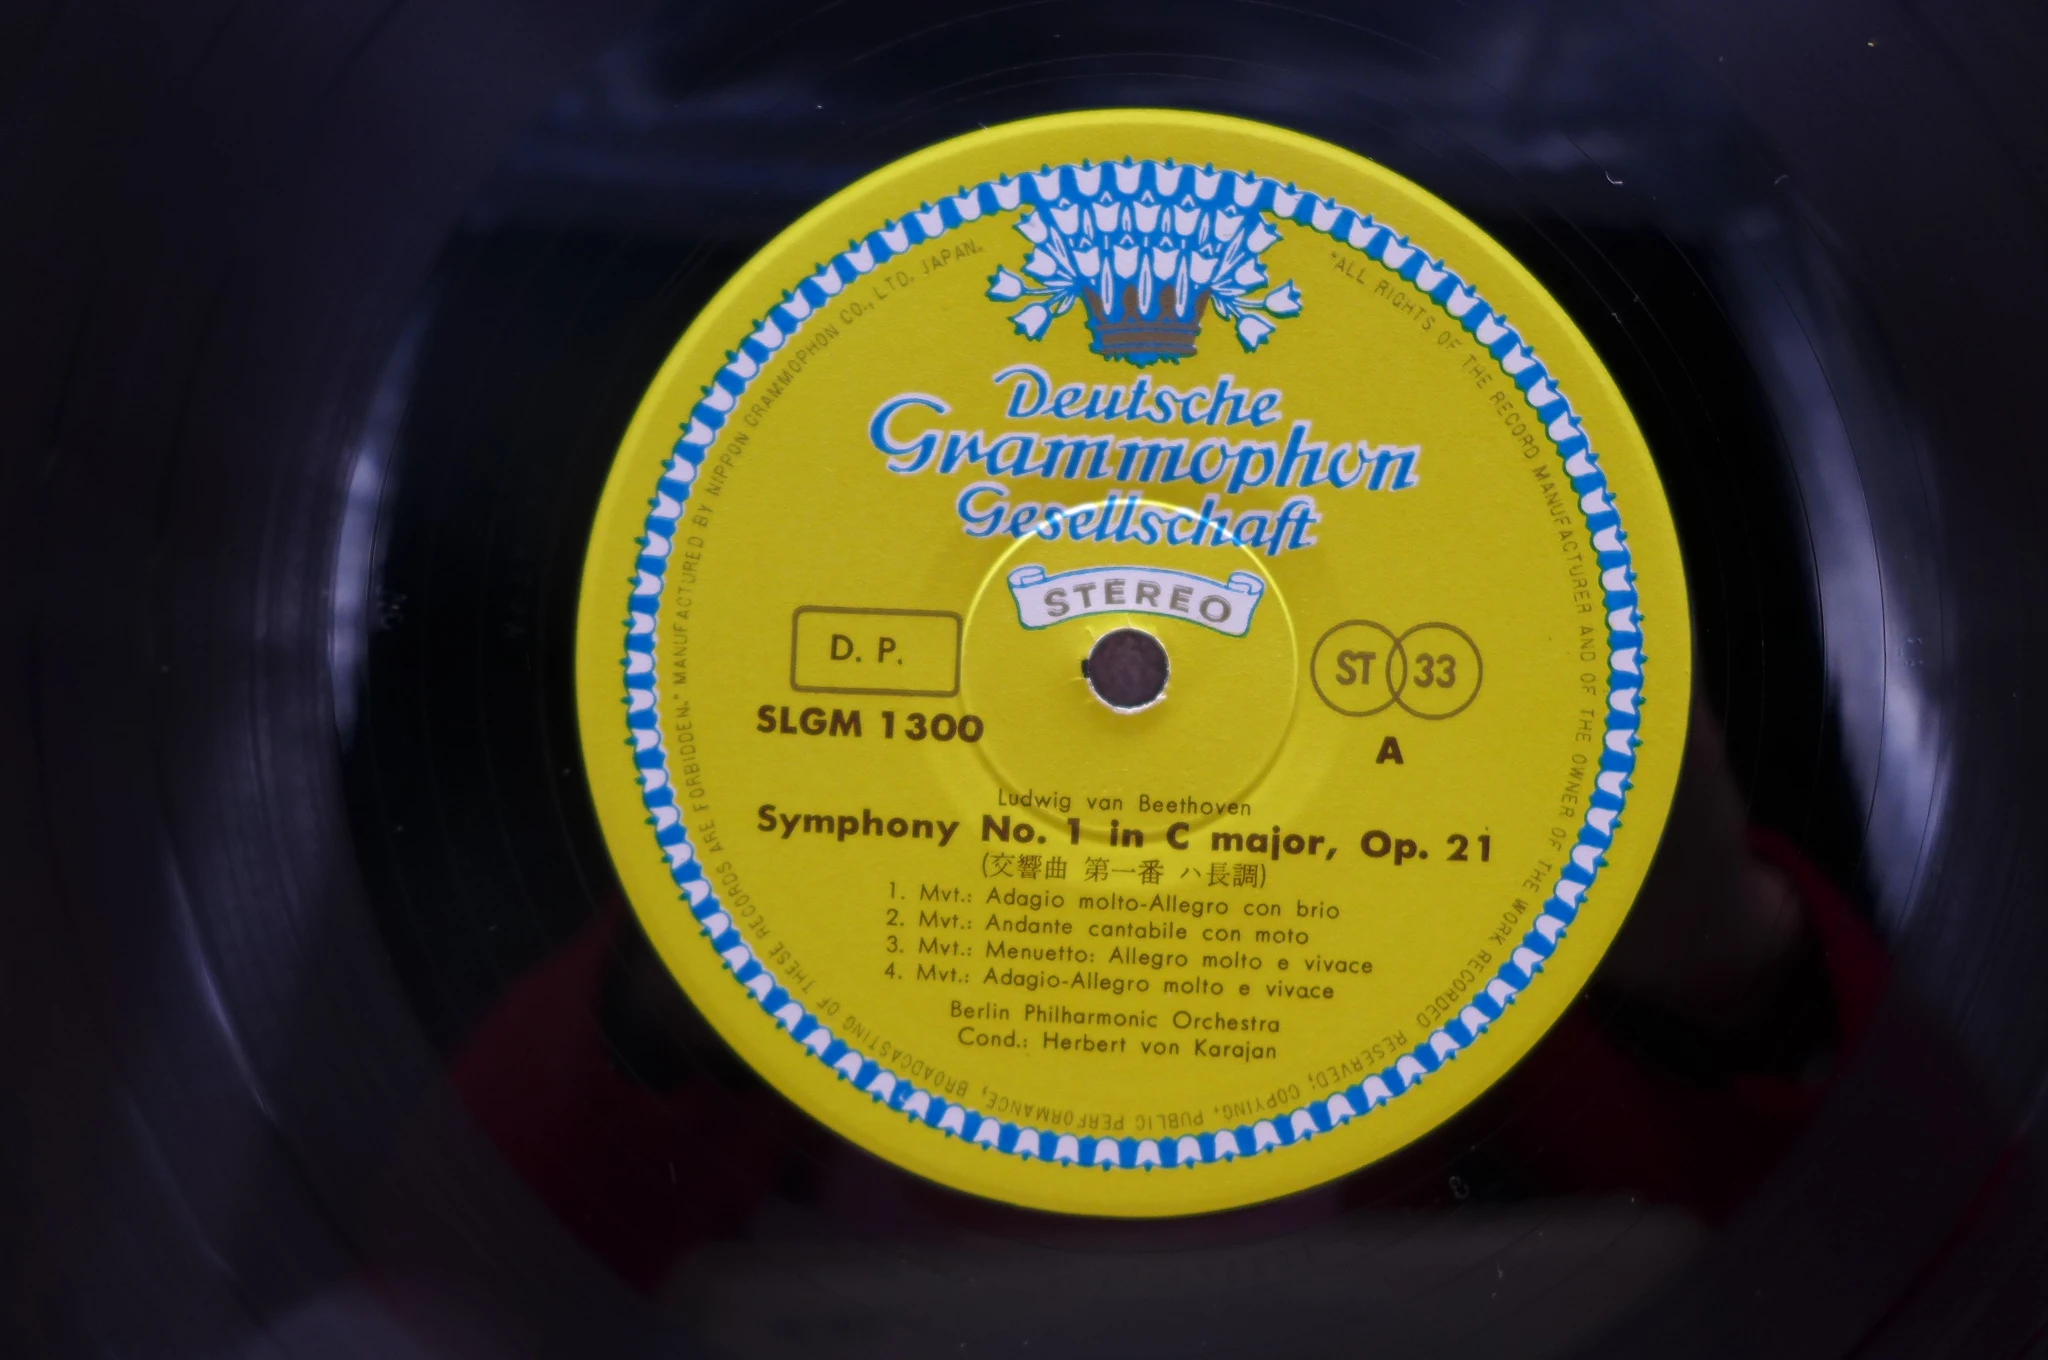 Deutsche
Grammophon
Gesellschaft
STEREO
D. P.
ST 33
SLGM 1300
A
Ludwig van Beethoven
Symphony No. 1 in C major, Op. 21
(交響曲 第一番 ハ長調)
1. Mvt.: Adagio molto-Allegro con brio
2. Mvt.: Andante cantabile con moto
3. Mvt.: Menuetto: Allegro molto e vivace
4. Mvt.: Adagio-Allegro molto e vivace
Berlin Philharmonic Orchestra
Cond.: Herbert von Karajan
"ALL RIGHTS OF THE RECORD MANUFACTURER AND OF THE OWNER OF THE WORK RECORDED RESERVED; COPYING, PUBLIC PERFORMANCE, BROADCASTING OF THESE RECORDS ARE FORBIDDEN." MANUFACTURED BY NIPPON GRAMMOPHON CO., LTD. JAPAN.